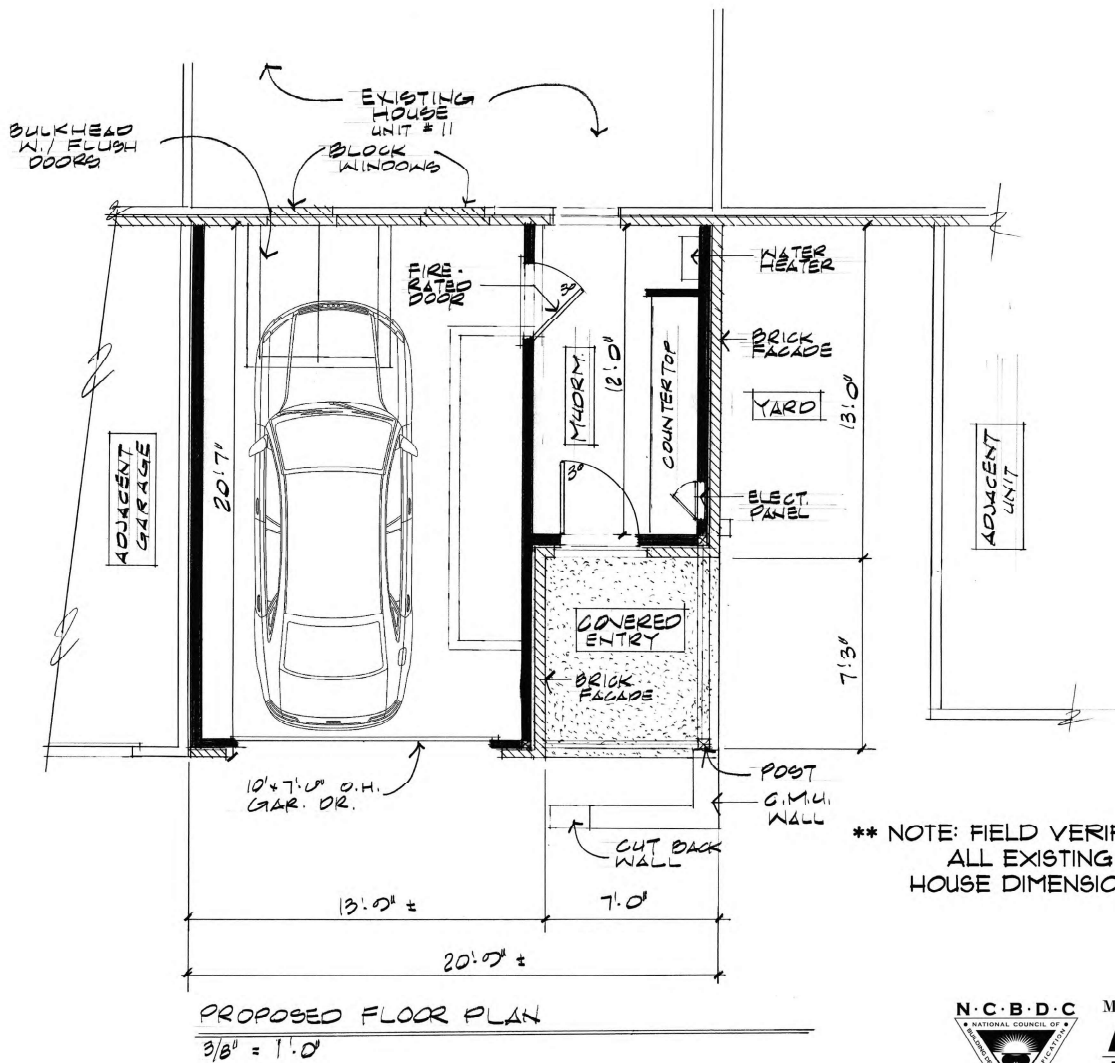 EXISTING
HOUSE
UNIT # 11
BULKHEAD
W./ FLUSH
DOORS
BLOCK
WINDOWS
FIRE-
RATED
DOOR
3⁰
WATER
HEATER
BRICK
FACADE
MUDRM.
12'-0"
COUNTERTOP
YARD
13'-0"
ADJACENT
GARAGE
20'-7"
3⁰
ELECT.
PANEL
ADJACENT
UNIT
COVERED
ENTRY
7'-3"
BRICK
FACADE
10' x 7'-0" O.H.
GAR. DR.
POST
C.M.U.
WALL
CUT BACK
WALL
** NOTE: FIELD VERIF
ALL EXISTING
HOUSE DIMENSIO
13'-0" ±
7'-0"
20'-0" ±
PROPOSED FLOOR PLAN
3/8" = 1'-0"
N·C·B·D·C
NATIONAL COUNCIL OF
M